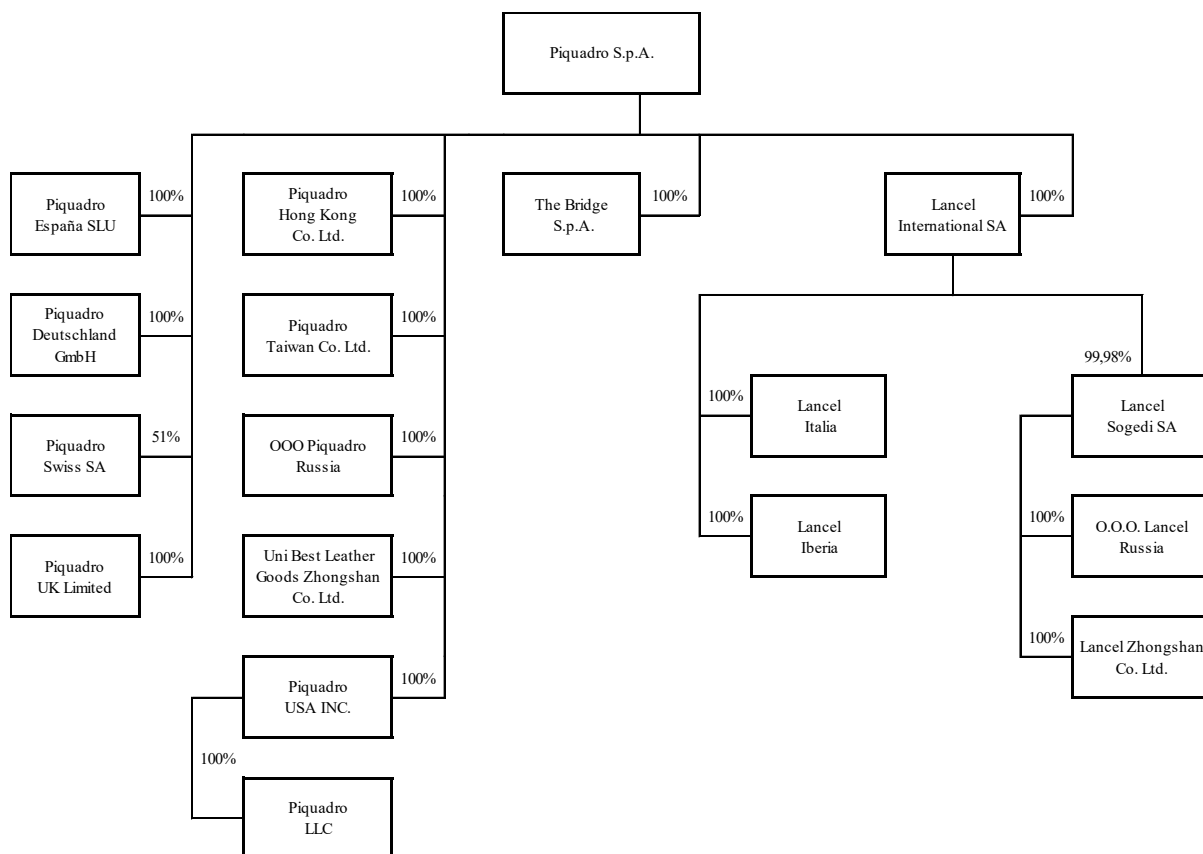 Piquadro S.p.A.
Piquadro
España SLU
100%
Piquadro
Hong Kong
Co. Ltd.
100%
The Bridge
S.p.A.
100%
Lancel
International SA
100%
Piquadro
Deutschland
GmbH
100%
Piquadro
Taiwan Co. Ltd.
100%
99,98%
Piquadro
Swiss SA
51%
OOO Piquadro
Russia
100%
100%
Lancel
Italia
Lancel
Sogedi SA
Piquadro
UK Limited
100%
Uni Best Leather
Goods Zhongshan
Co. Ltd.
100%
100%
Lancel
Iberia
100%
O.O.O. Lancel
Russia
Piquadro
USA INC.
100%
100%
Lancel Zhongshan
Co. Ltd.
100%
Piquadro
LLC